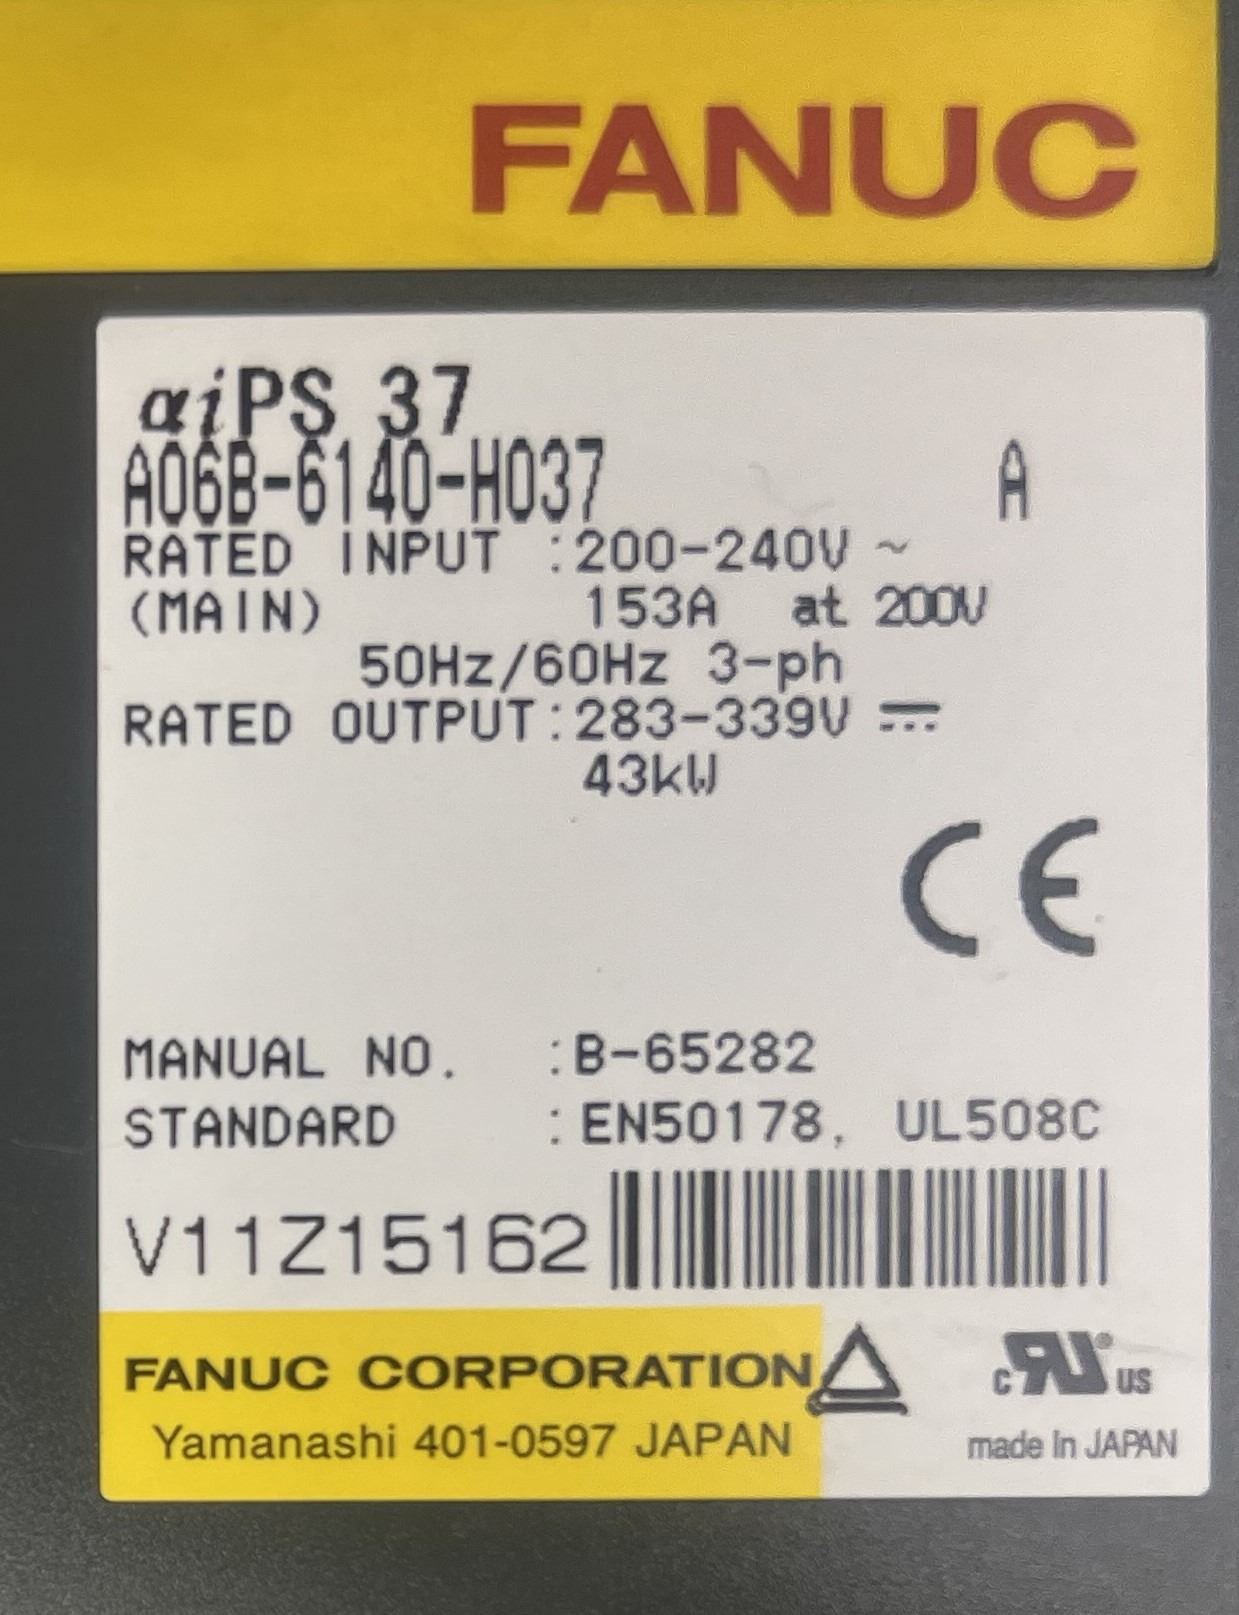 FANUC
αiPS 37
A06B-6140-H037 A
RATED INPUT :200-240V ~
(MAIN) 153A at 200V
50Hz/60Hz 3-ph
RATED OUTPUT:283-339V ⎓
43kW
CE
MANUAL NO. :B-65282
STANDARD :EN50178, UL508C
V11Z15162
FANUC CORPORATION
Yamanashi 401-0597 JAPAN
c RU ® US
made in JAPAN